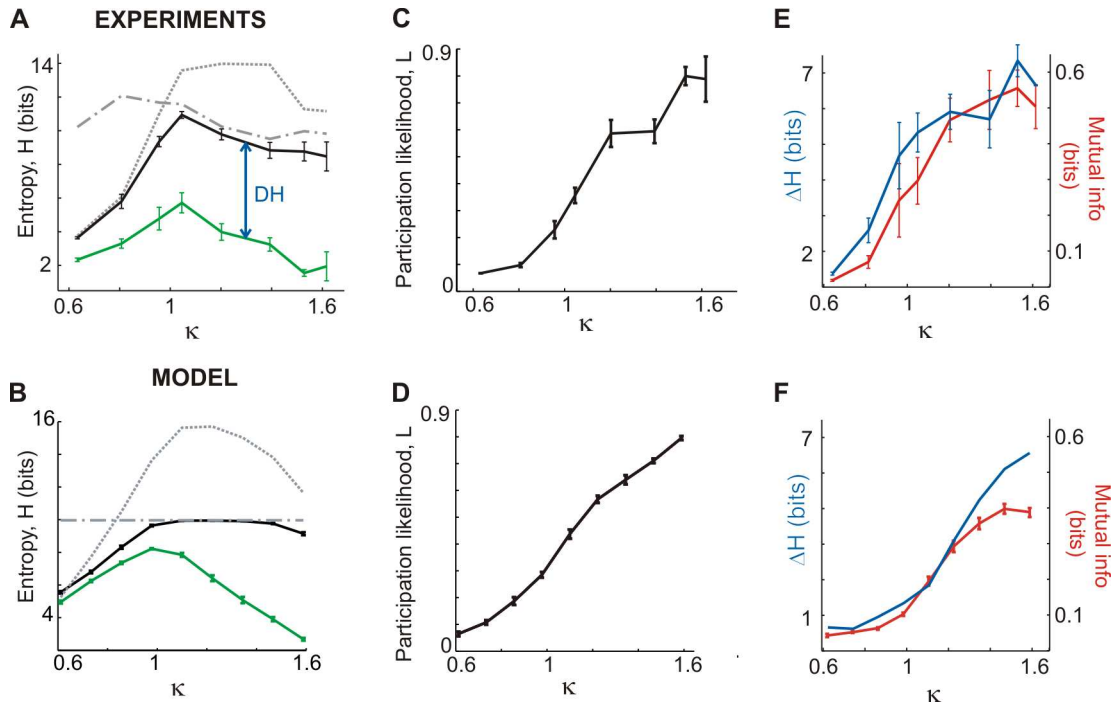 A EXPERIMENTS
Entropy, H (bits)
14
2
DH
0.6 1 1.6
κ
C
Participation likelihood, L
0.9
0
0.6 1 1.6
κ
E
ΔH (bits)
7
2
0.6
0.1
Mutual info
(bits)
0.6 1 1.6
κ
MODEL
B
Entropy, H (bits)
16
4
0.6 1 1.6
κ
D
Participation likelihood, L
0.9
0
0.6 1 1.6
κ
F
ΔH (bits)
7
1
0.6
0.1
Mutual info
(bits)
0.6 1 1.6
κ